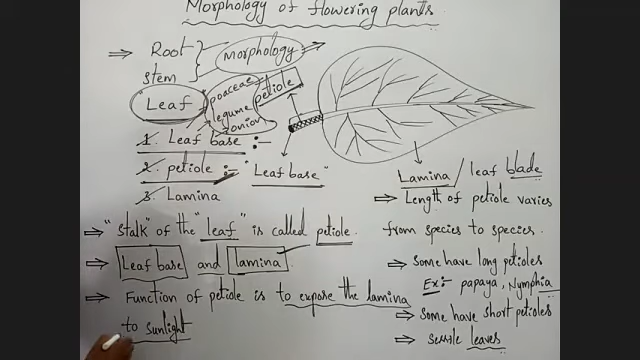 Morphology of flowering plants
⇒ Root
stem
Morphology
"Leaf"
poaceae
legume
onion
petiole
1. Leaf base :-
2. petiole :-
3. Lamina
"Leaf base"
Lamina / leaf blade
⇒ "Stalk" of the "leaf" is called petiole.
⇒ Leaf base and lamina
⇒ Function of petiole is to expose the lamina
to sunlight
⇒ Length of petiole varies
from species to species.
⇒ Some have long petioles
Ex:- papaya, Nymphia
⇒ some have short petioles
⇒ sessile leaves